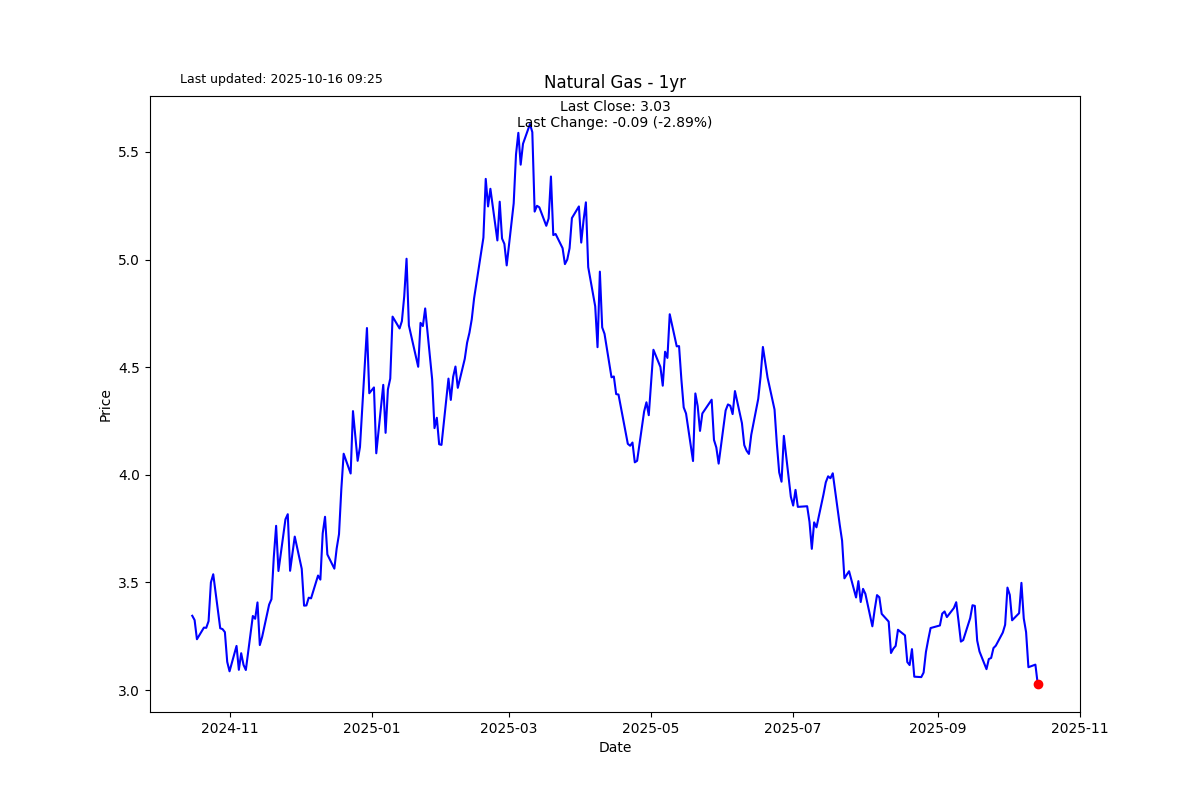 Last updated: 2025-10-16 09:25
Natural Gas - 1yr
Last Close: 3.03
Last Change: -0.09 (-2.89%)
Price
5.5
5.0
4.5
4.0
3.5
3.0
2024-11
2025-01
2025-03
2025-05
2025-07
2025-09
2025-11
Date